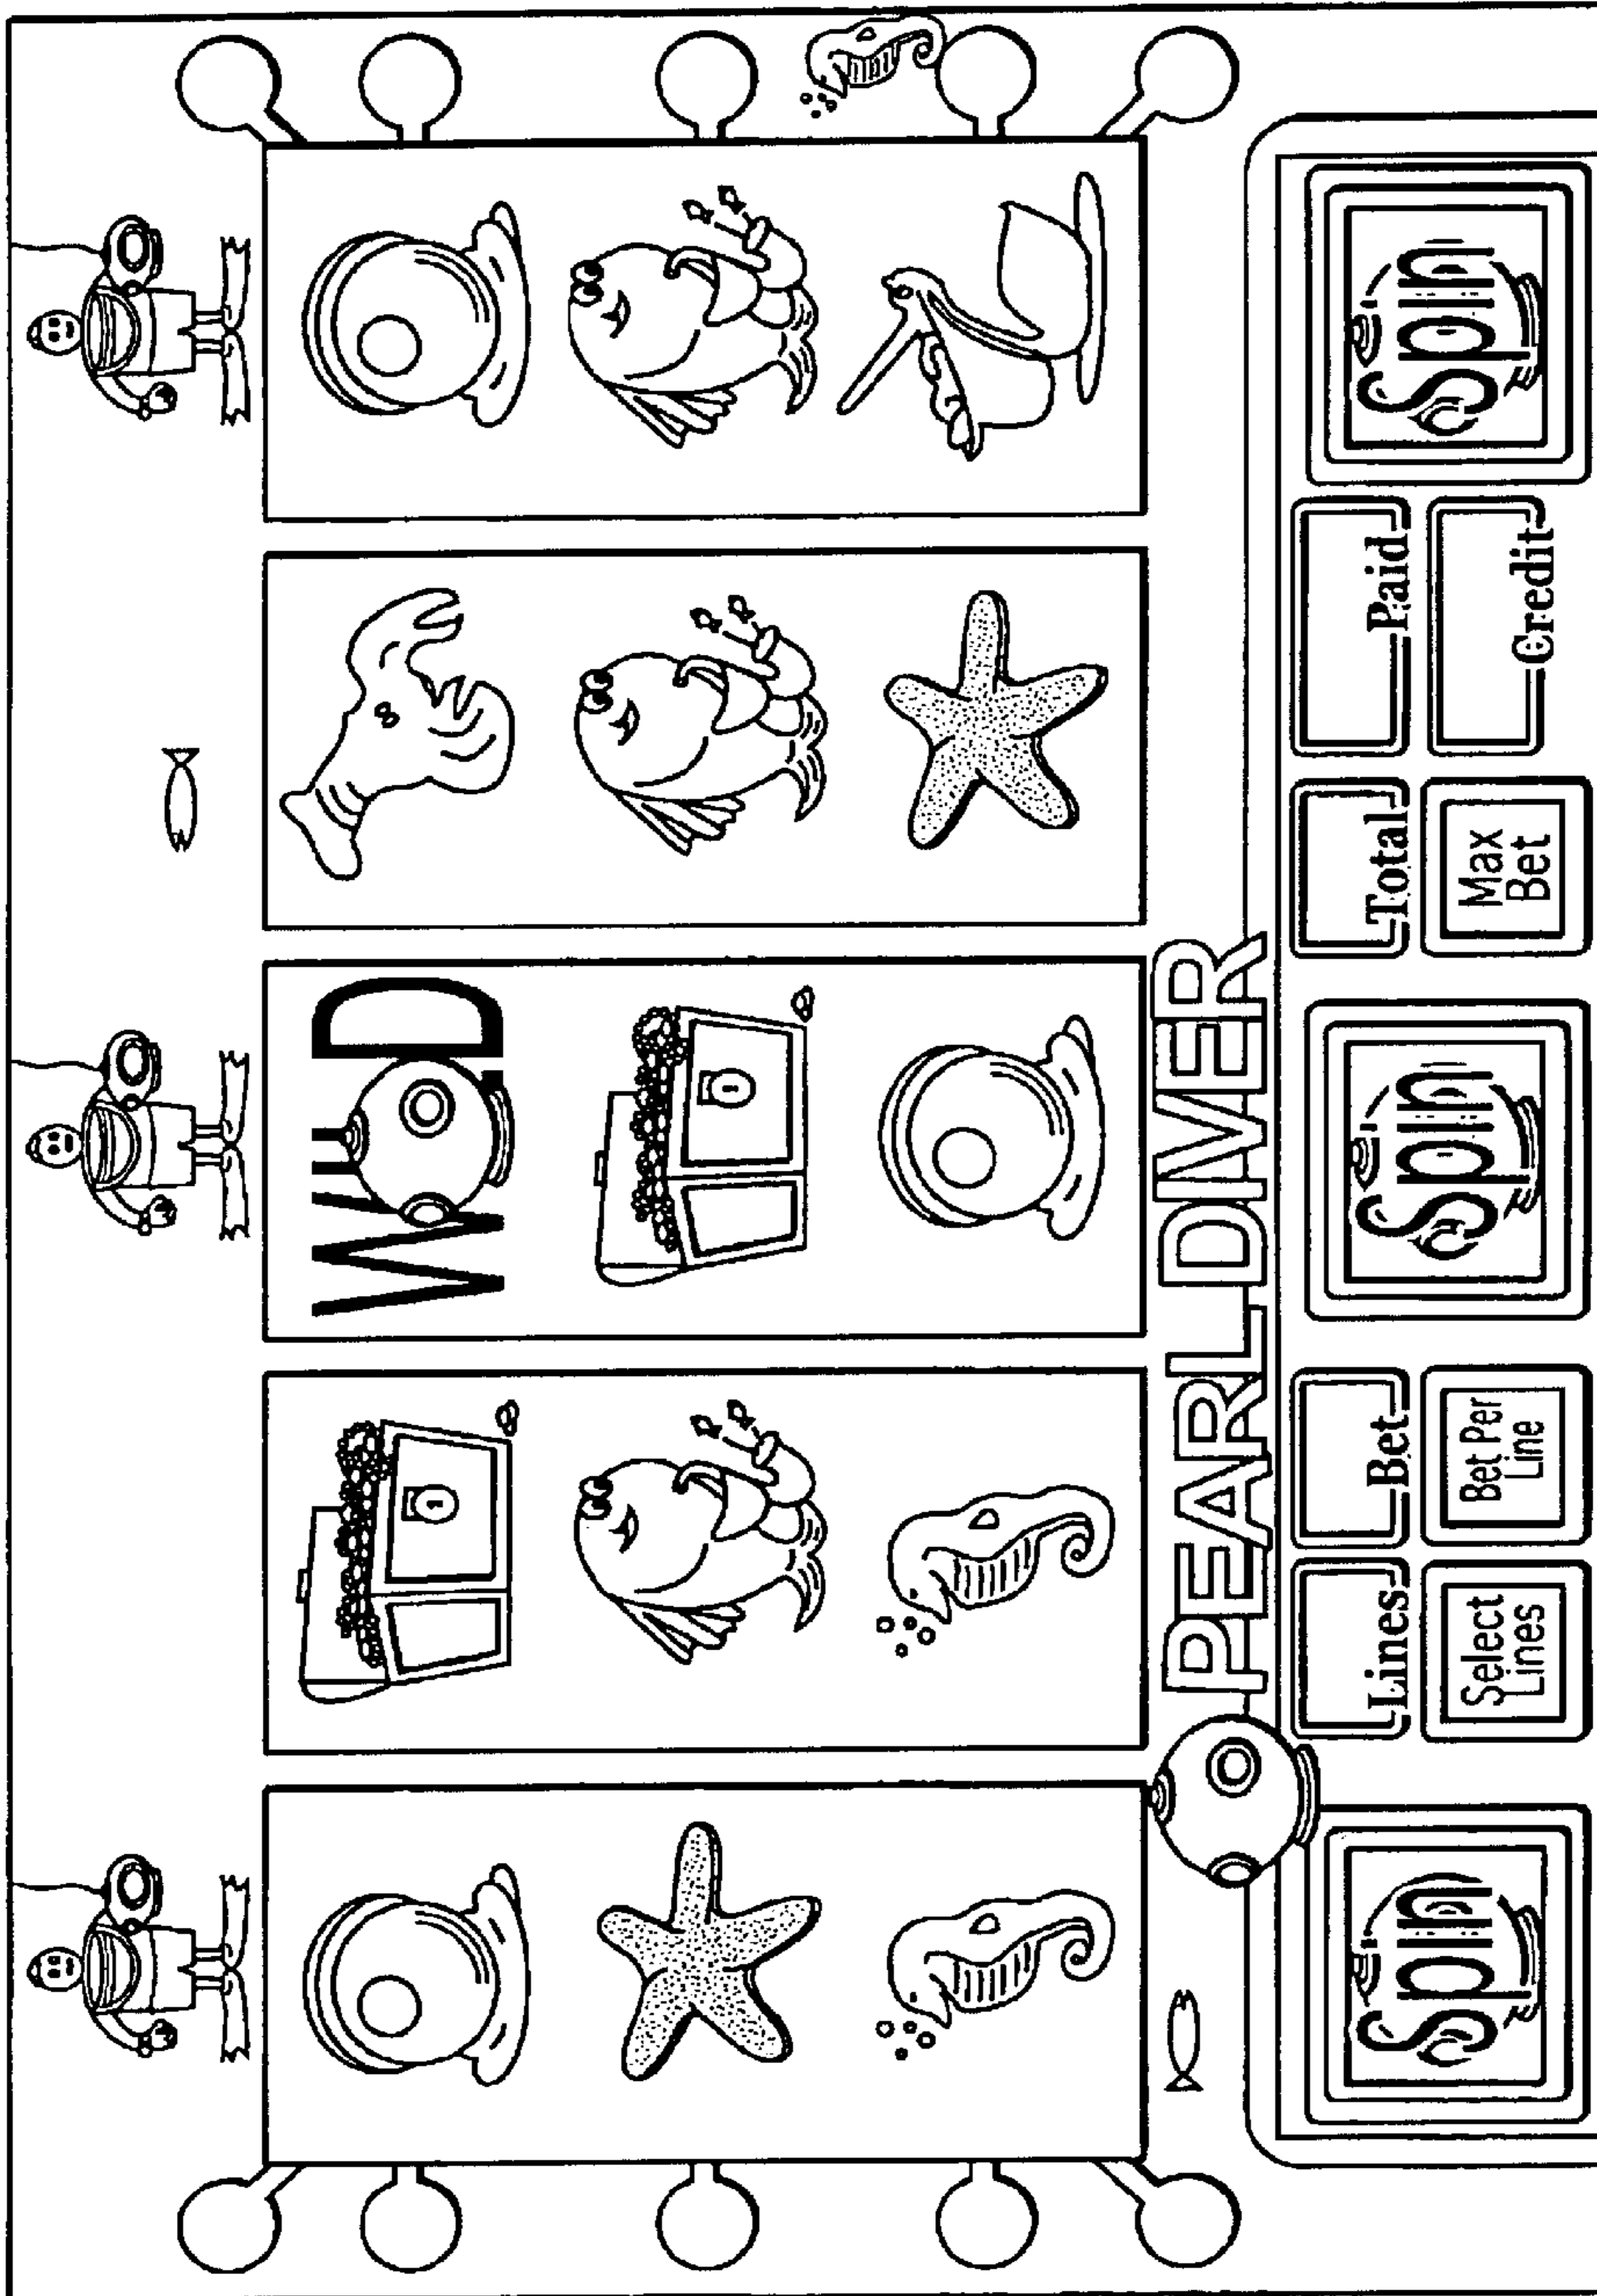 WILD
PEARL DIVER
Spin
Lines
Bet
Select
Lines
Bet Per
Line
Spin
Total
Paid
Max
Bet
Credit
Spin